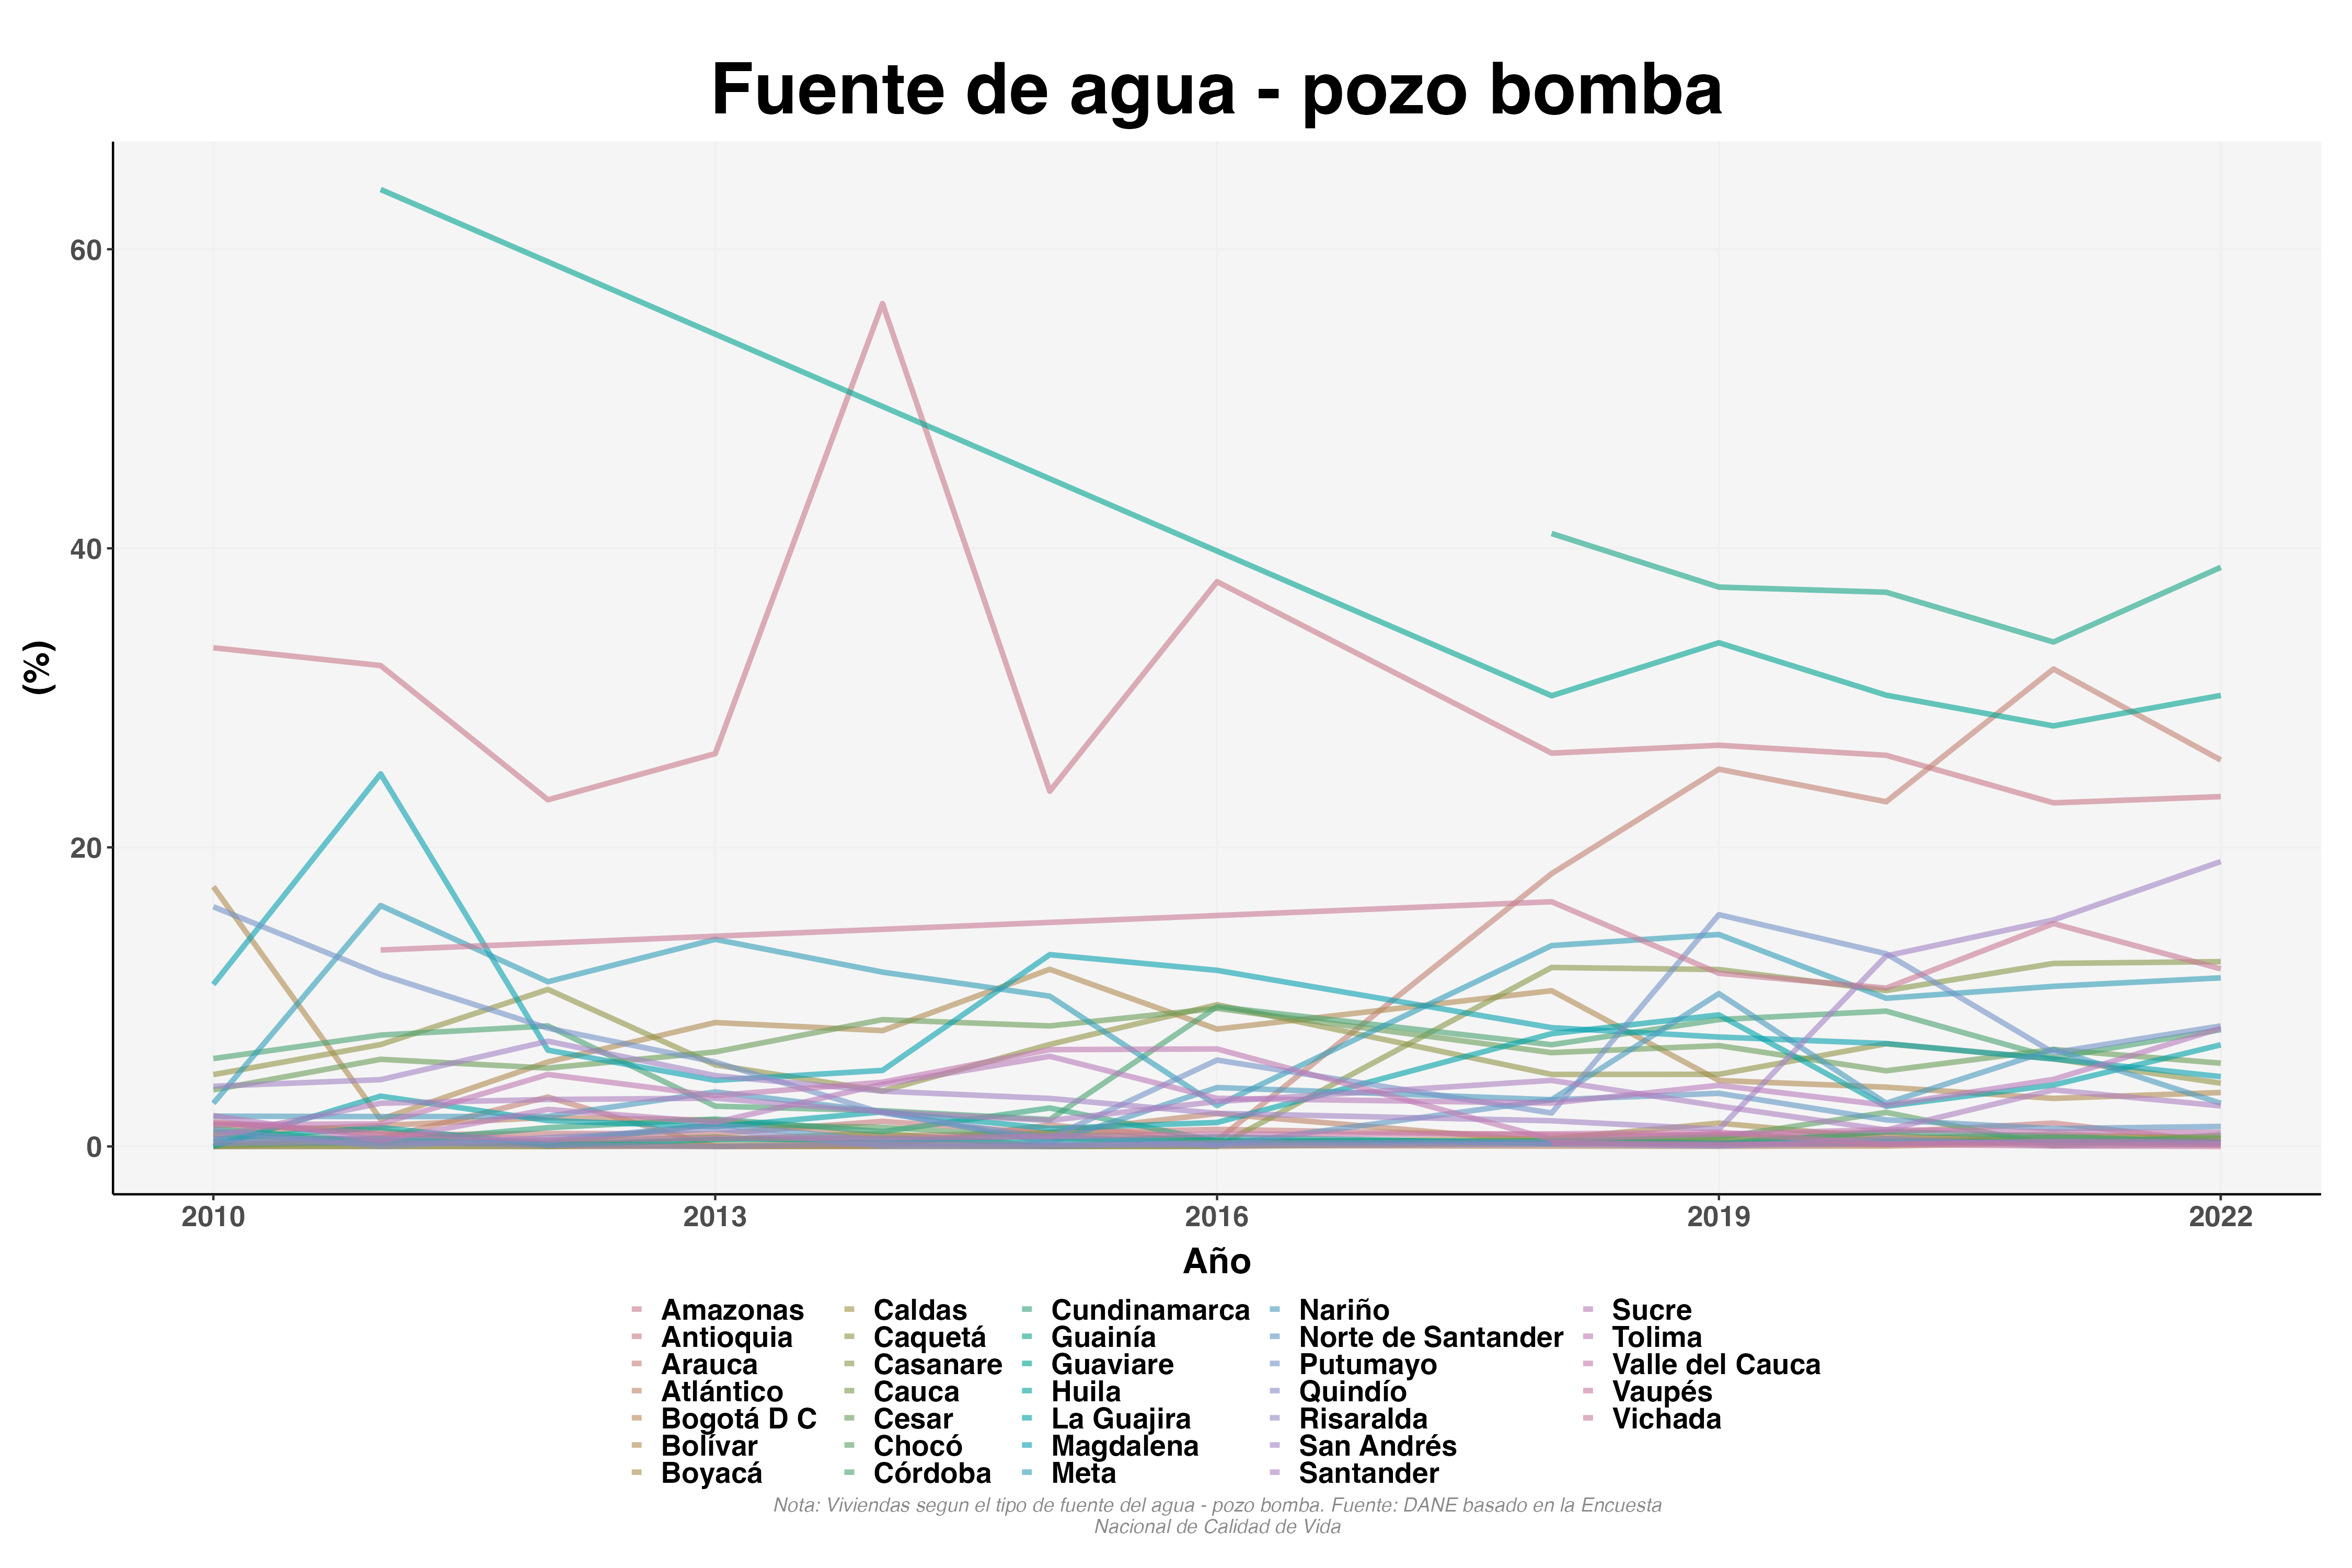 Fuente de agua - pozo bomba
(%)
60
40
20
0
2010 2013 2016 2019 2022
Año
Amazonas Caldas Cundinamarca Nariño Sucre
Antioquia Caquetá Guainía Norte de Santander Tolima
Arauca Casanare Guaviare Putumayo Valle del Cauca
Atlántico Cauca Huila Quindío Vaupés
Bogotá D C Cesar La Guajira Risaralda Vichada
Bolívar Chocó Magdalena San Andrés
Boyacá Córdoba Meta Santander
Nota: Viviendas segun el tipo de fuente del agua - pozo bomba. Fuente: DANE basado en la Encuesta
Nacional de Calidad de Vida